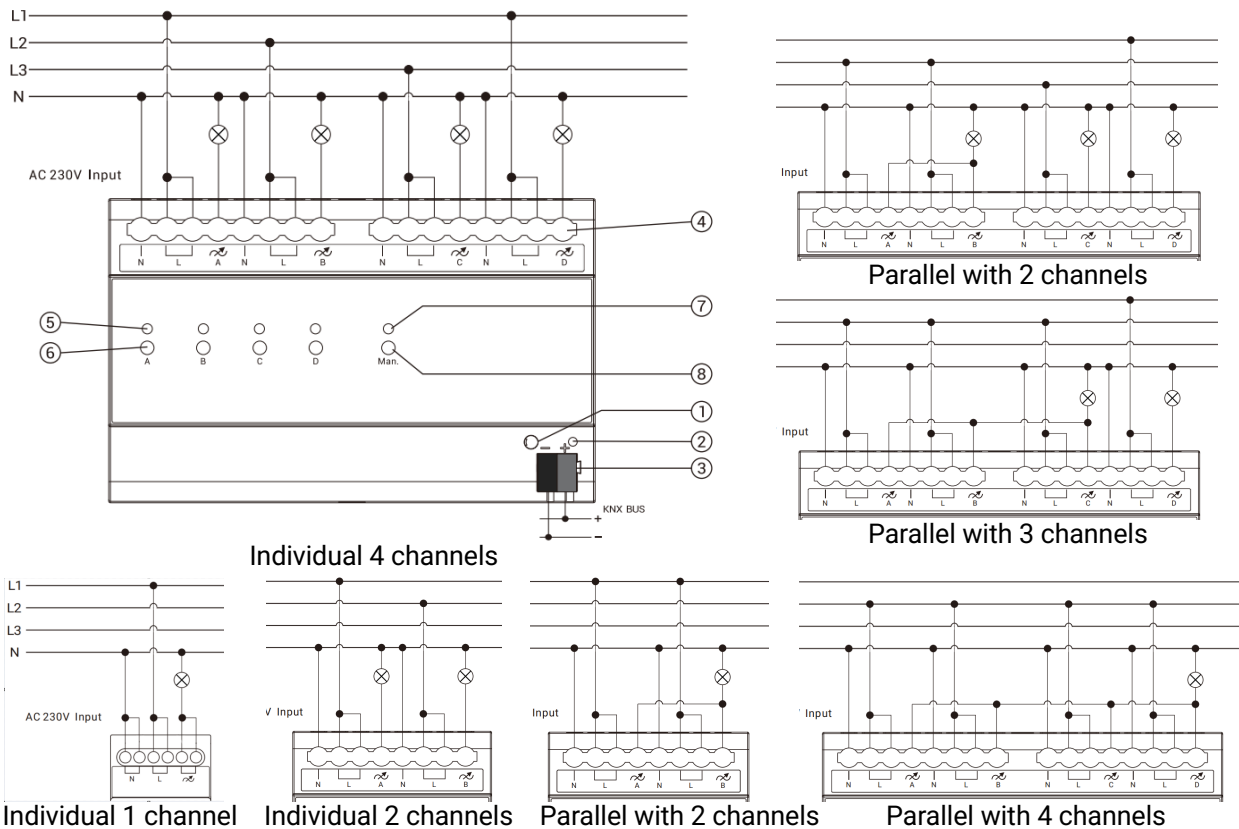 L1
L2
L3
N
AC 230V Input
N L A N L B N L C N L D
④
⑤
⑥
A B C D Man.
⑦
⑧
①
②
③
− +
KNX BUS
+
−
Individual 4 channels
Input
N L A N L B N L C N L D
Parallel with 2 channels
Input
N L A N L B N L C N L D
Parallel with 3 channels
L1
L2
L3
N
AC 230V Input
N L
Individual 1 channel
V Input
N L A N L B
Individual 2 channels
Input
N L A N L B
Parallel with 2 channels
Input
N L A N L B N L C N L D
Parallel with 4 channels